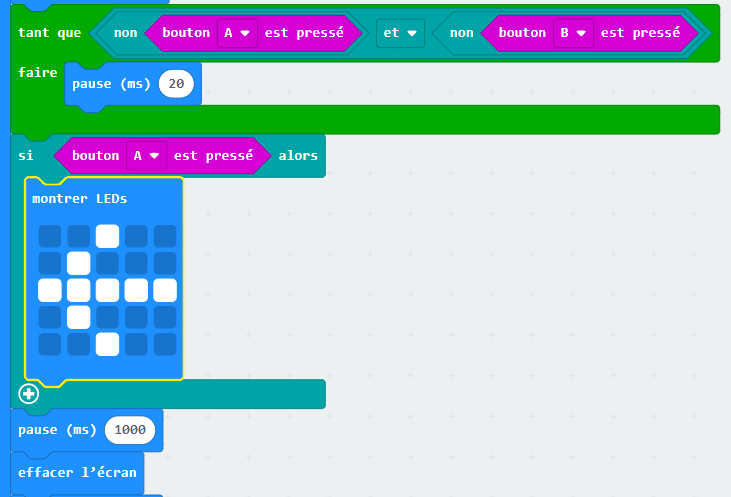 tant que non bouton A est pressé et non bouton B est pressé
faire pause (ms) 20
si bouton A est pressé alors
montrer LEDs
pause (ms) 1000
effacer l’écran